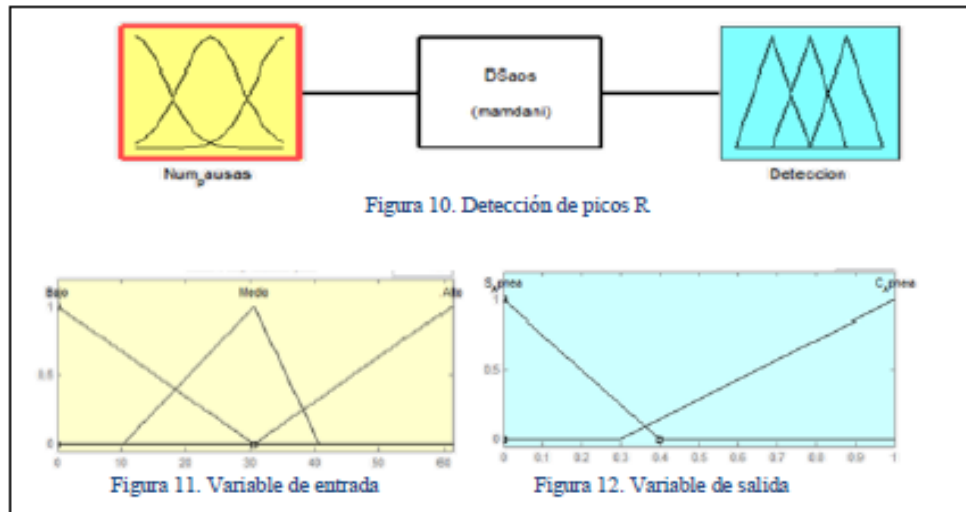 DSaos
(mamdani)
Num_pausas
Deteccion
Figura 10. Detección de picos R
Bajo Medio Alto
1
0.5
0
0 10 20 30 40 50 60
Figura 11. Variable de entrada
S_Apnea C_Apnea
1
0.5
0
0 0.1 0.2 0.3 0.4 0.5 0.6 0.7 0.8 0.9 1
Figura 12. Variable de salida